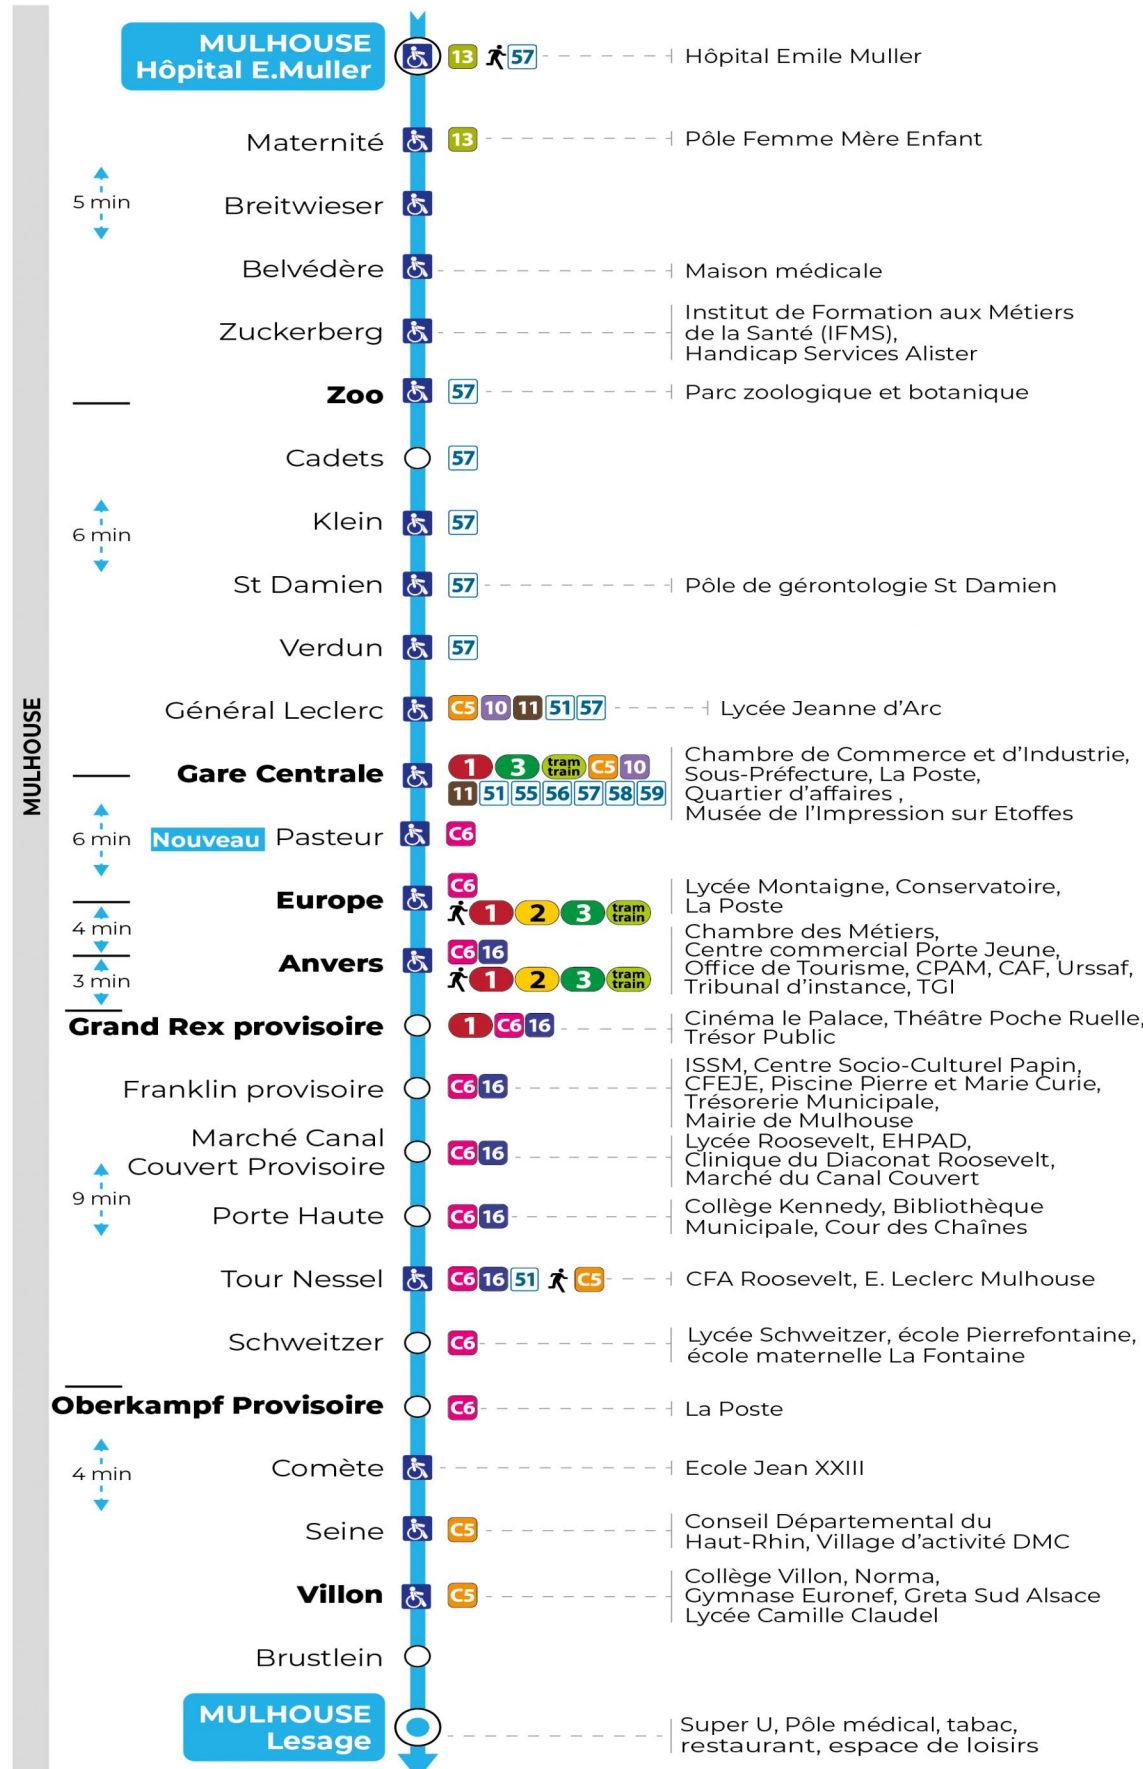 MULHOUSE
MULHOUSE
Hôpital E.Muller
13 57
Hôpital Emile Muller
Maternité
13
Pôle Femme Mère Enfant
5 min
Breitwieser
Belvédère
Maison médicale
Zuckerberg
Institut de Formation aux Métiers
de la Santé (IFMS),
Handicap Services Alister
Zoo
57
Parc zoologique et botanique
Cadets
57
6 min
Klein
57
St Damien
57
Pôle de gérontologie St Damien
Verdun
57
Général Leclerc
C5 10 11 51 57
Lycée Jeanne d’Arc
Gare Centrale
1 3 tram train C5 10
11 51 55 56 57 58 59
Chambre de Commerce et d’Industrie,
Sous-Préfecture, La Poste,
Quartier d’affaires ,
Musée de l’Impression sur Etoffes
6 min
Nouveau Pasteur
C6
Europe
C6
1 2 3 tram train
Lycée Montaigne, Conservatoire,
La Poste
4 min
Anvers
C6 16
1 2 3 tram train
Chambre des Métiers,
Centre commercial Porte Jeune,
Office de Tourisme, CPAM, CAF, Urssaf,
Tribunal d’instance, TGI
3 min
Grand Rex provisoire
1 C6 16
Cinéma le Palace, Théâtre Poche Ruelle,
Trésor Public
Franklin provisoire
C6 16
ISSM, Centre Socio-Culturel Papin,
CFEJE, Piscine Pierre et Marie Curie,
Trésorerie Municipale,
Mairie de Mulhouse
Marché Canal
Couvert Provisoire
C6 16
Lycée Roosevelt, EHPAD,
Clinique du Diaconat Roosevelt,
Marché du Canal Couvert
9 min
Porte Haute
C6 16
Collège Kennedy, Bibliothèque
Municipale, Cour des Chaînes
Tour Nessel
C6 16 51 C5
CFA Roosevelt, E. Leclerc Mulhouse
Schweitzer
C6
Lycée Schweitzer, école Pierrefontaine,
école maternelle La Fontaine
Oberkampf Provisoire
C6
La Poste
4 min
Comète
Ecole Jean XXIII
Seine
C5
Conseil Départemental du
Haut-Rhin, Village d’activité DMC
Villon
C5
Collège Villon, Norma,
Gymnase Euronef, Greta Sud Alsace
Lycée Camille Claudel
Brustlein
MULHOUSE
Lesage
Super U, Pôle médical, tabac,
restaurant, espace de loisirs